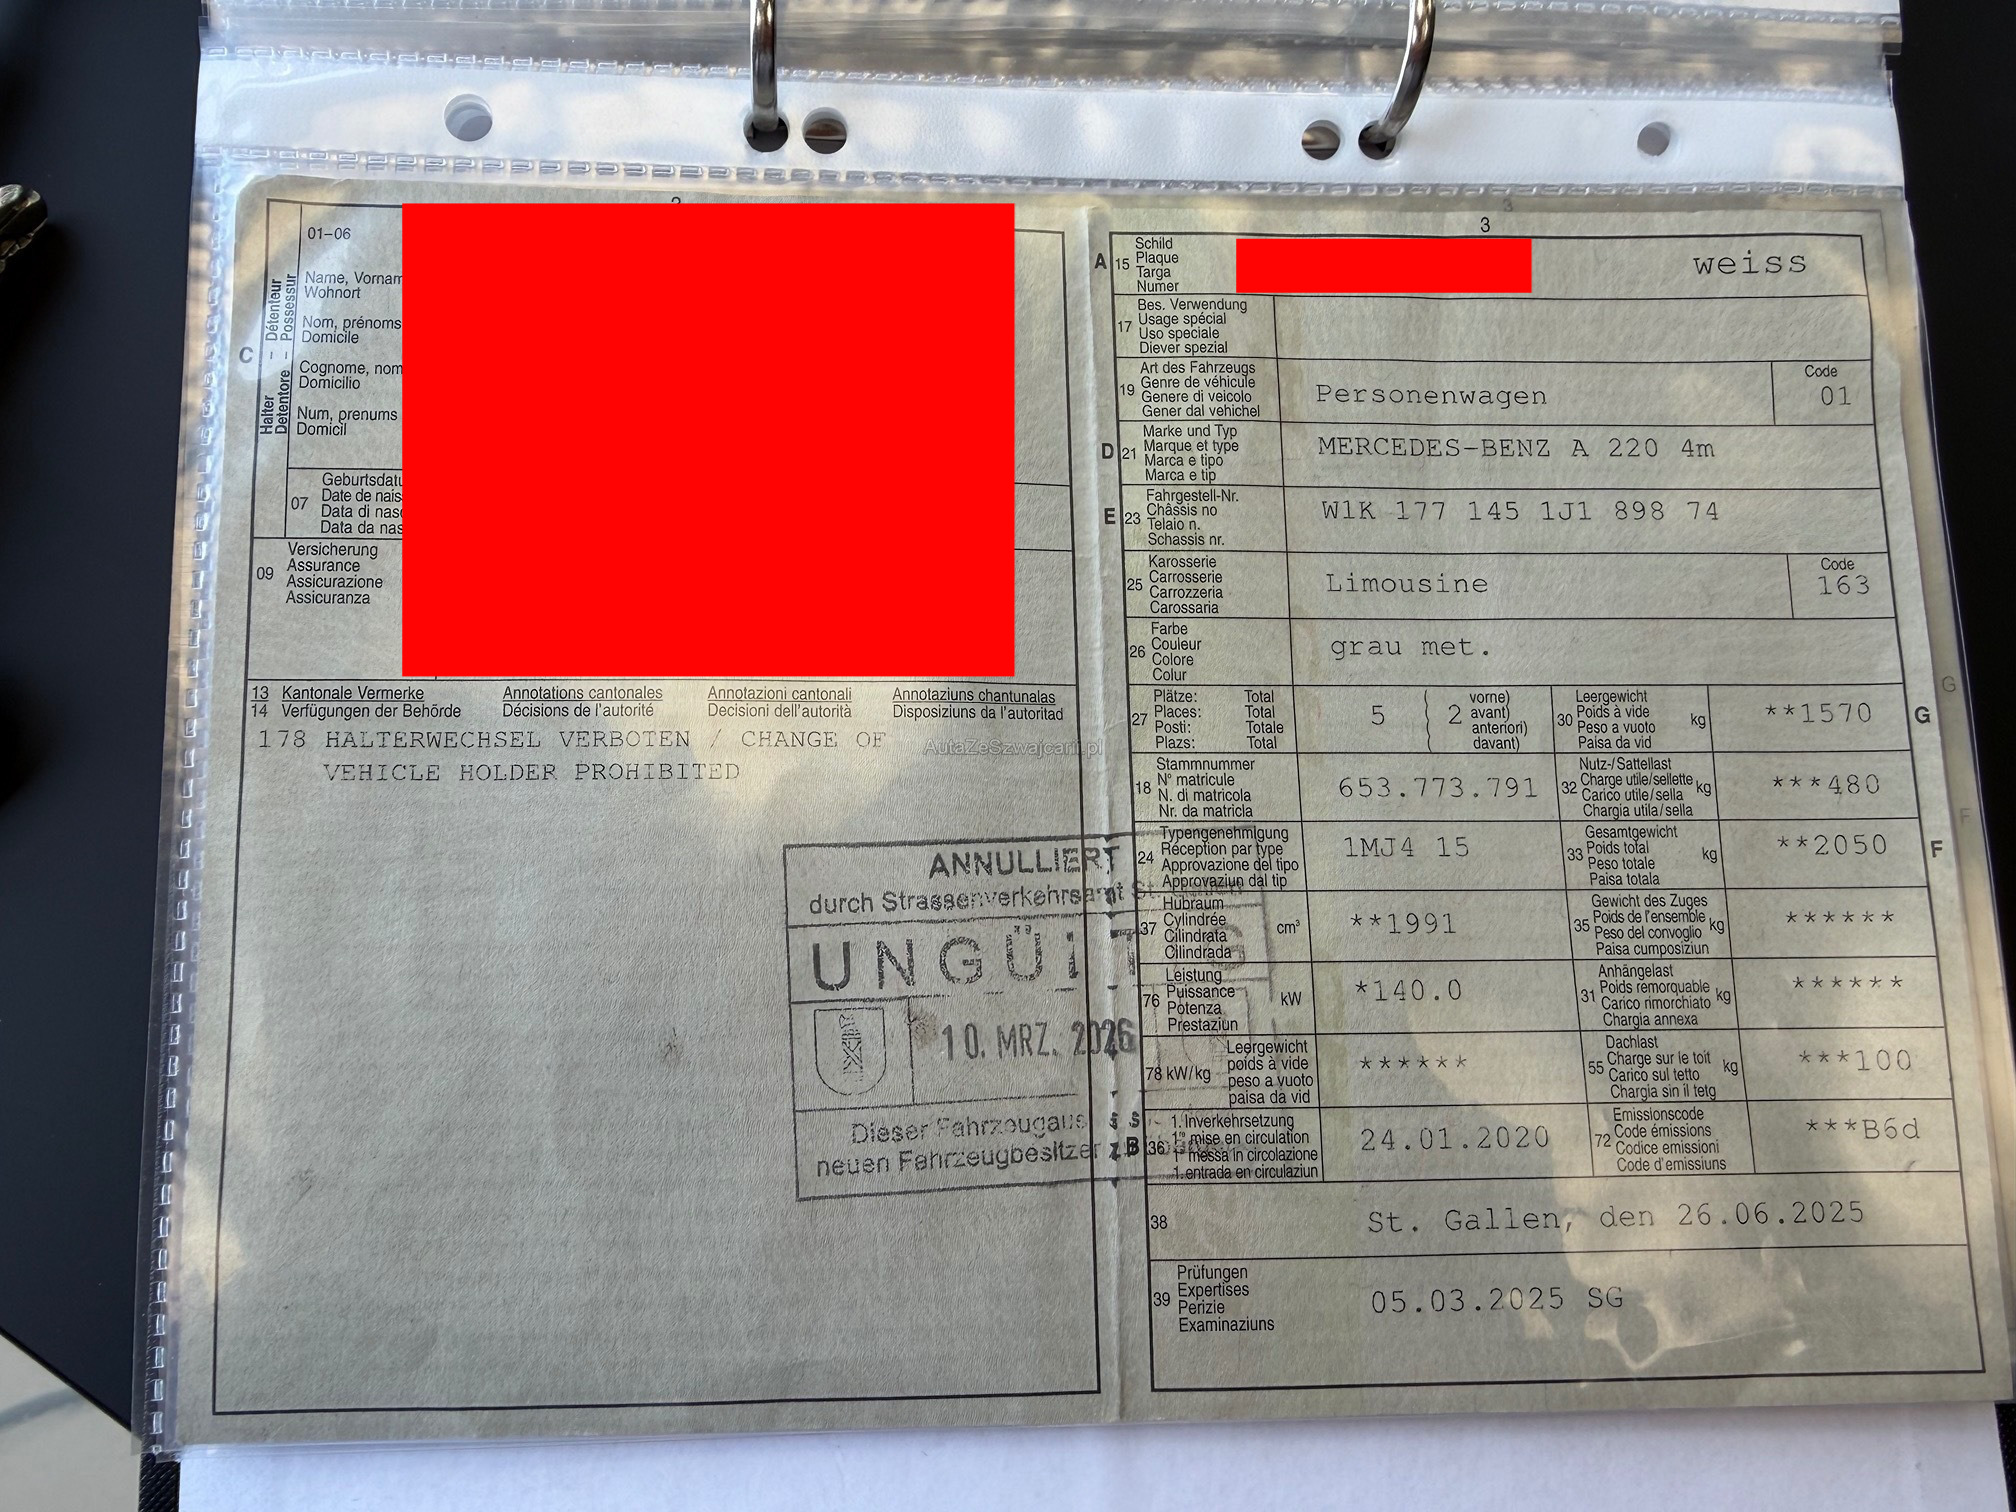 2
01–06
Name, Vornam
Wohnort
Nom, prénoms
Domicile
Cognome, nom
Domicilio
Num, prenums
Domicil
C
Halter – Détenteur
Detentore – Possessur
07
Geburtsdatu
Date de nais
Data di nasc
Data da nas
09
Versicherung
Assurance
Assicurazione
Assicuranza
13 Kantonale Vermerke Annotations cantonales Annotazioni cantonali Annotaziuns chantunalas
14 Verfügungen der Behörde Décisions de l'autorité Decisioni dell'autorità Disposiziuns da l'autoritad
178 HALTERWECHSEL VERBOTEN / CHANGE OF
VEHICLE HOLDER PROHIBITED
AutaZeSzwajcarii.pl
ANNULLIERT
durch Strassenverkehrsamt St. Gallen
UNGÜLTIG
10. MRZ. 2026
Dieser Fahrzeugaus
neuen Fahrzeugbesitzer
3
A 15 Schild
Plaque
Targa
Numer
weiss
17 Bes. Verwendung
Usage spécial
Uso speciale
Diever spezial
19 Art des Fahrzeugs
Genre de véhicule
Genere di veicolo
Gener dal vehichel
Personenwagen
Code
01
D 21 Marke und Typ
Marque et type
Marca e tipo
Marca e tip
MERCEDES-BENZ A 220 4m
E 23 Fahrgestell-Nr.
Châssis no
Telaio n.
Schassis nr.
W1K 177 145 1J1 898 74
25 Karosserie
Carrosserie
Carrozzeria
Carossaria
Limousine
Code
163
26 Farbe
Couleur
Colore
Colur
grau met.
27 Plätze: Total
Places: Total
Posti: Totale
Plazs: Total
5 ( 2 vorne)
avant)
anteriori)
davant)
30 Leergewicht
Poids à vide
Peso a vuoto
Paisa da vid
kg
**1570
G
18 Stammnummer
N° matricule
N. di matricola
Nr. da matricla
653.773.791
32 Nutz-/Sattellast
Charge utile/sellette
Carico utile/sella
Chargia utila/sella
kg
***480
24 Typengenehmigung
Réception par type
Approvazione del tipo
Approvaziun dal tip
1MJ4 15
33 Gesamtgewicht
Poids total
Peso totale
Paisa totala
kg
**2050
F
37 Hubraum
Cylindrée
Cilindrata
Cilindrada
cm³
**1991
35 Gewicht des Zuges
Poids de l'ensemble
Peso del convoglio
Paisa cumposiziun
kg
******
76 Leistung
Puissance
Potenza
Prestaziun
kW
*140.0
31 Anhängelast
Poids remorquable
Carico rimorchiato
Chargia annexa
kg
******
78 kW/kg Leergewicht
poids à vide
peso a vuoto
paisa da vid
******
55 Dachlast
Charge sur le toit
Carico sul tetto
Chargia sin il tetg
kg
***100
B 36 1. Inverkehrsetzung
1re mise en circulation
1a messa in circolazione
1. entrada en circulaziun
24.01.2020
72 Emissionscode
Code émissions
Codice emissioni
Code d'emissiuns
***B6d
38
St. Gallen, den 26.06.2025
39 Prüfungen
Expertises
Perizie
Examinaziuns
05.03.2025 SG